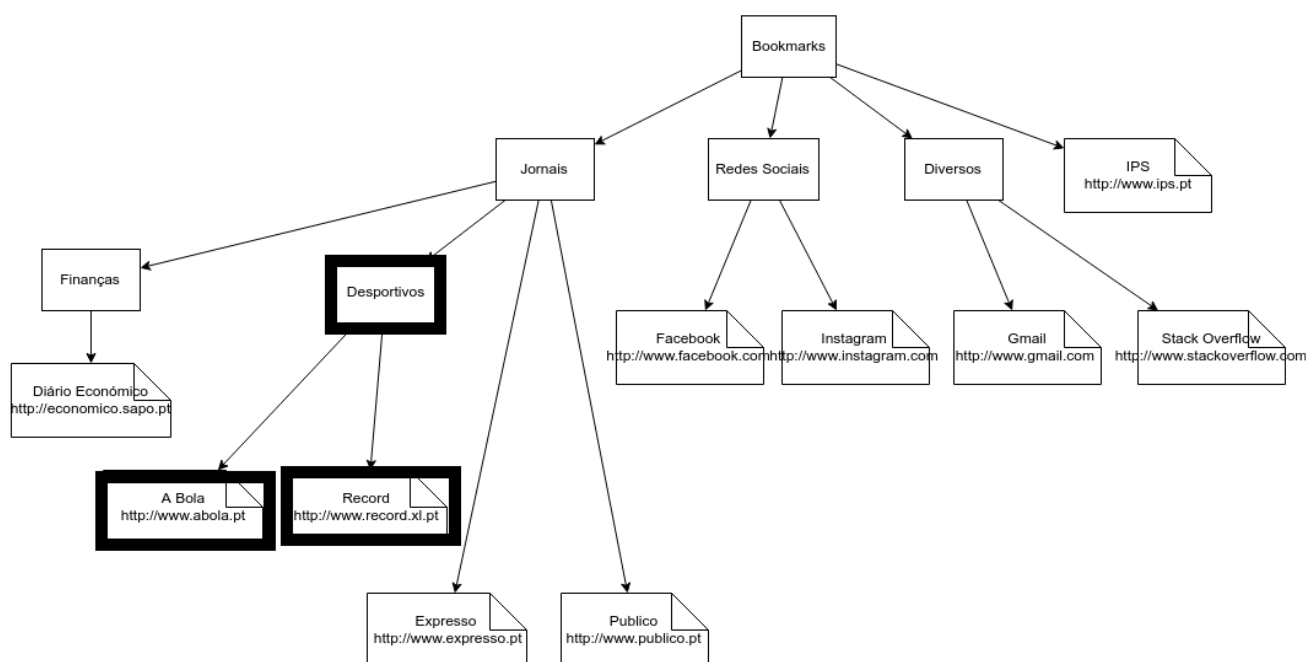 Bookmarks
Jornais
Redes Sociais
Diversos
IPS
http://www.ips.pt
Finanças
Desportivos
Facebook
http://www.facebook.com
Instagram
http://www.instagram.com
Gmail
http://www.gmail.com
Stack Overflow
http://www.stackoverflow.com
Diário Económico
http://economico.sapo.pt
A Bola
http://www.abola.pt
Record
http://www.record.xl.pt
Expresso
http://www.expresso.pt
Publico
http://www.publico.pt